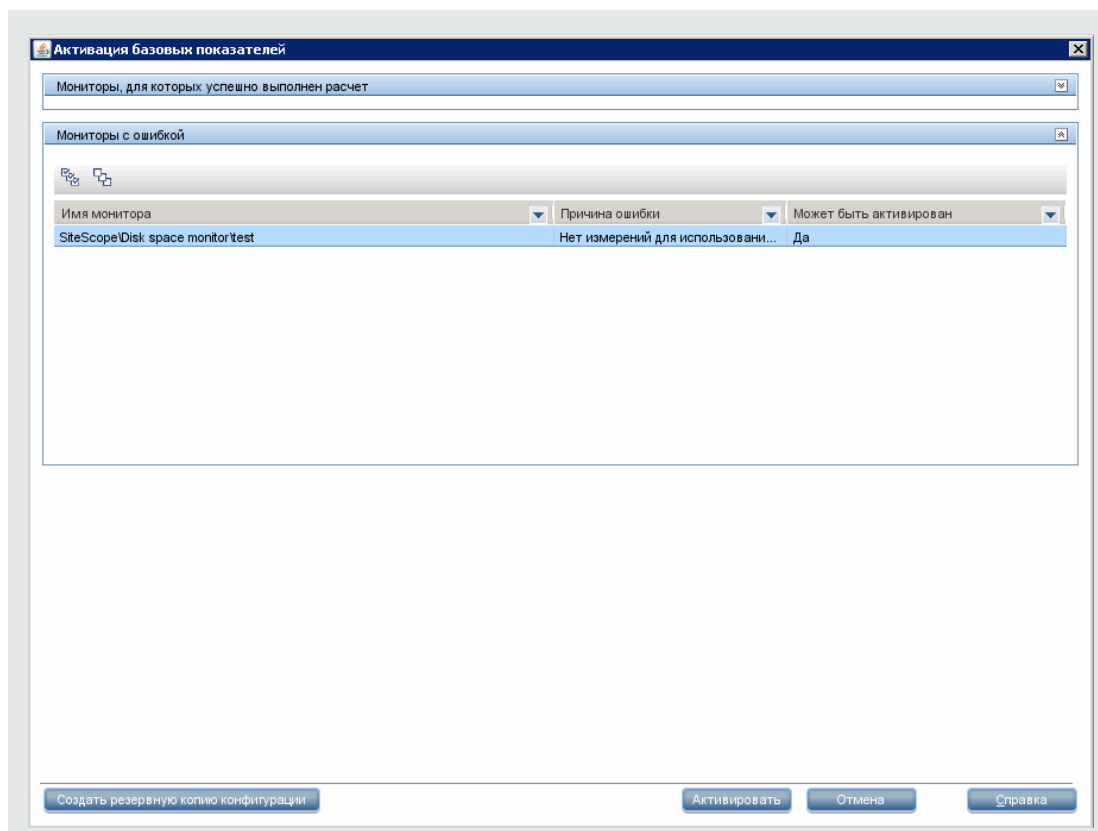 Активация базовых показателей
Мониторы, для которых успешно выполнен расчет
Мониторы с ошибкой
Имя монитора Причина ошибки Может быть активирован
SiteScope\Disk space monitor\test Нет измерений для использовани... Да
Создать резервную копию конфигурации Активировать Отмена Справка